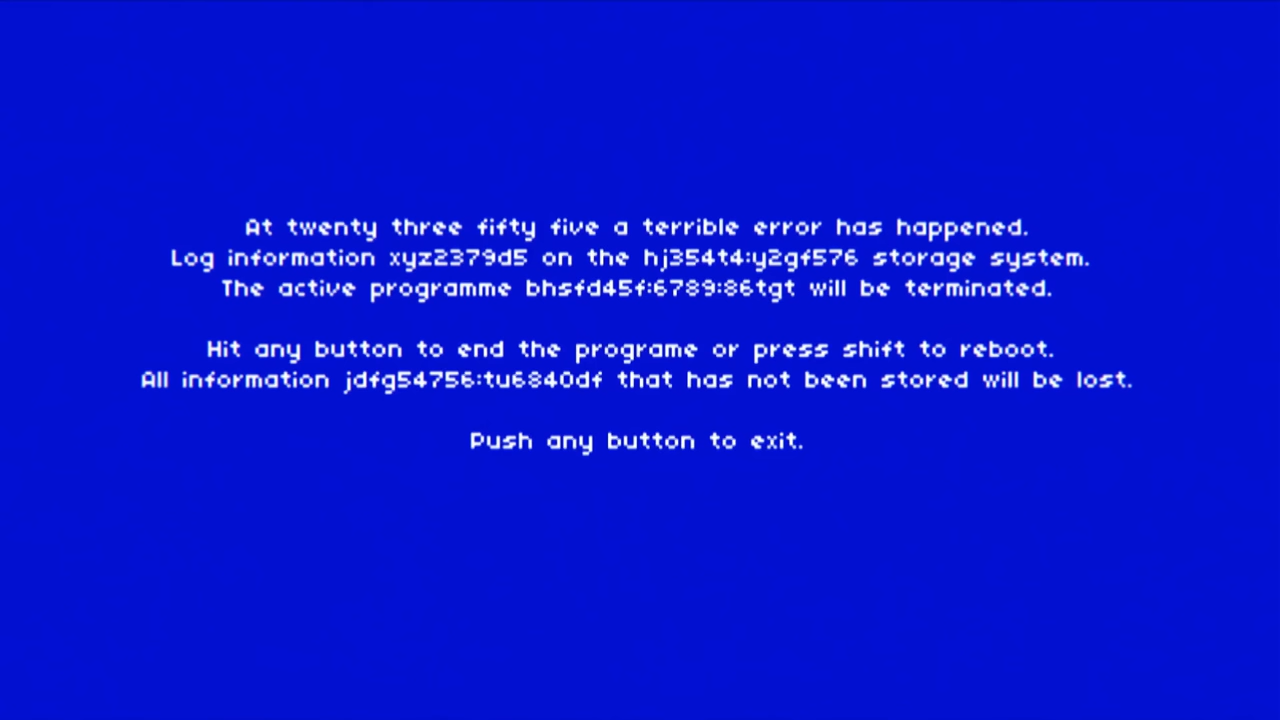 At twenty three fifty five a terrible error has happened.
Log information xyz2379d5 on the hj354t4:y2gf576 storage system.
The active programme bhsfd45f:6789:86tgt will be terminated.
Hit any button to end the programe or press shift to reboot.
All information jdfg54756:tu6840df that has not been stored will be lost.
Push any button to exit.